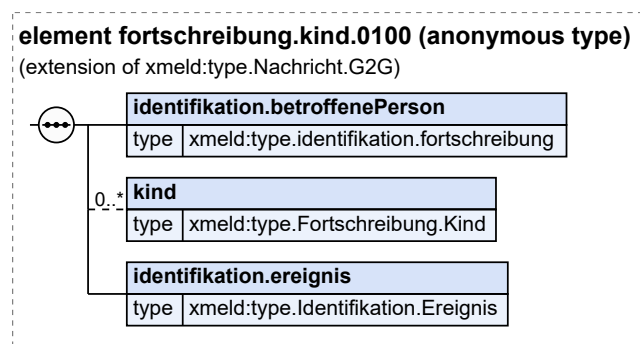 element fortschreibung.kind.0100 (anonymous type)
(extension of xmeld:type.Nachricht.G2G)
identifikation.betroffenePerson
type xmeld:type.identifikation.fortschreibung
0..* kind
type xmeld:type.Fortschreibung.Kind
identifikation.ereignis
type xmeld:type.Identifikation.Ereignis